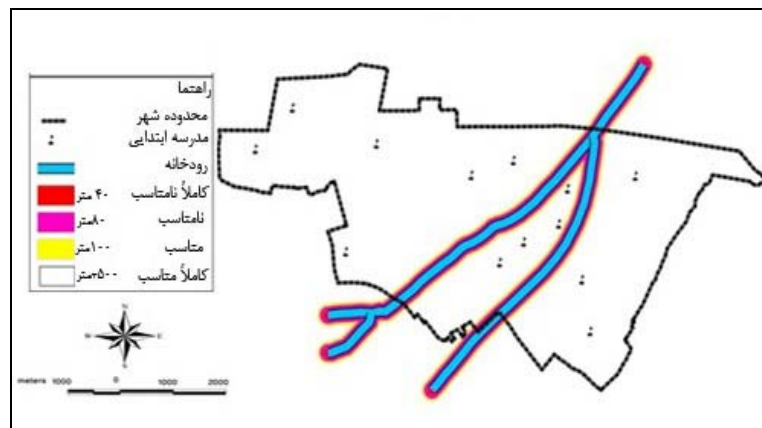 راهنما
محدوده شهر
مدرسه ابتدایی
رودخانه
کاملاً نامتاسب ۴۰ متر
نامتاسب ۸۰متر
متاسب ۱۰۰متر
کاملاً متاسب ۵۰۰متر
N
W E
S
meters 1000 0 1000 2000